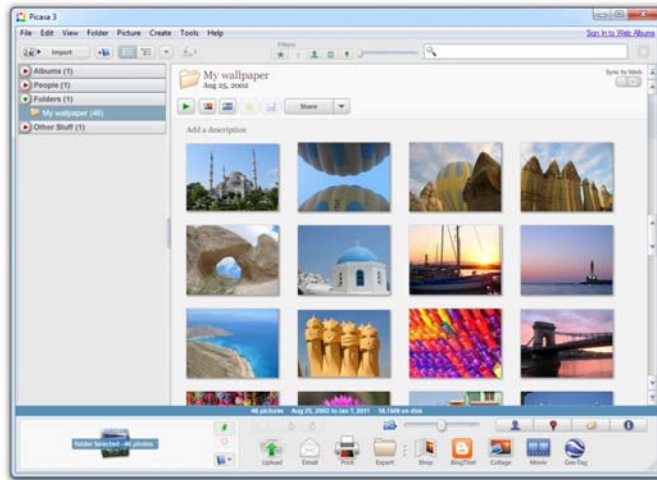 Picasa 3
File Edit View Folder Picture Create Tools Help
Sign In to Web Albums
Import
Filters
Albums (1)
People (1)
Folders (1)
My wallpaper (46)
Other Stuff (1)
My wallpaper
Aug 25, 2002
Sync to Web
Share
Add a description
46 pictures Aug 25, 2002 to Jan 7, 2011 18.1MB on disk
Folder Selected - 46 photos
Upload Email Print Export Shop BlogThis! Collage Movie Geo-Tag